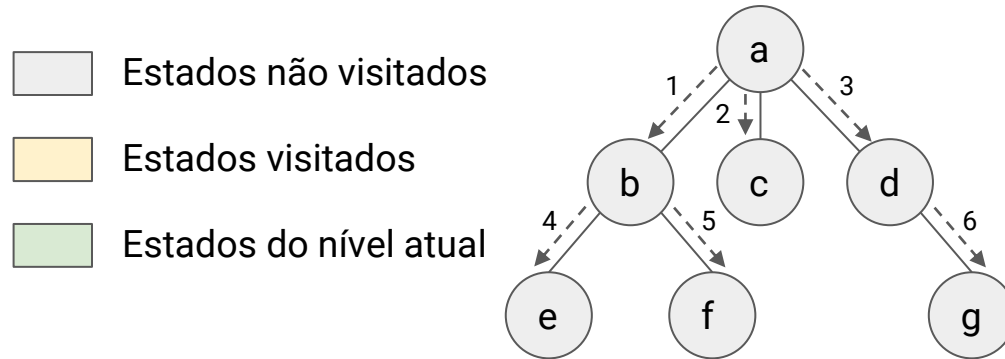 Estados não visitados
Estados visitados
Estados do nível atual
a
1
2
3
b
c
d
4
5
6
e
f
g